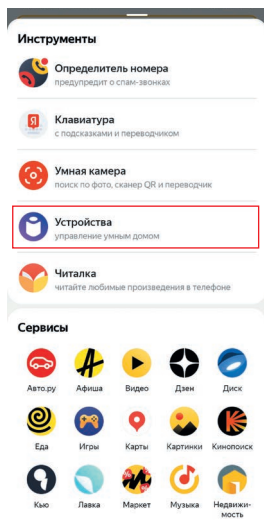 Инструменты
Определитель номера
предупредит о спам-звонках
Клавиатура
с подсказками и переводчиком
Умная камера
поиск по фото, сканер QR и переводчик
Устройства
управление умным домом
Читалка
читайте любимые произведения в телефоне
Сервисы
Авто.ру Афиша Видео Дзен Диск
Еда Игры Карты Картинки Кинопоиск
Кью Лавка Маркет Музыка Недвижи-
мость